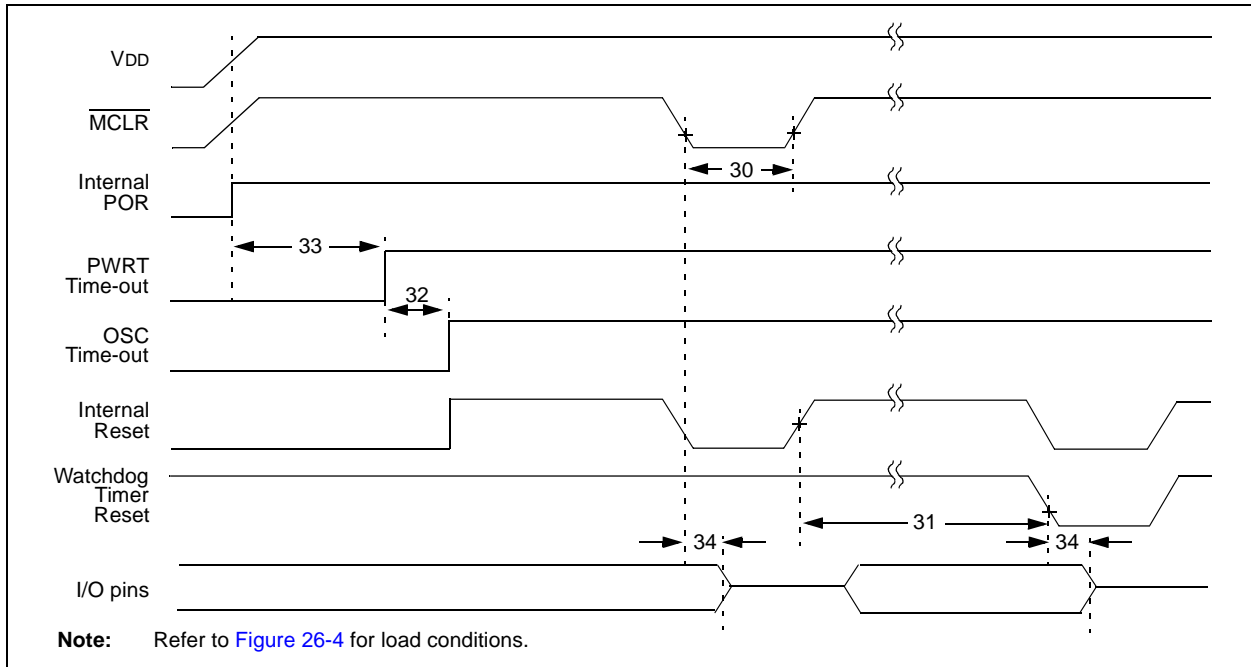 VDD
MCLR
30
Internal
POR
33
PWRT
Time-out
32
OSC
Time-out
Internal
Reset
Watchdog
Timer
Reset
31
34
34
I/O pins
Note: Refer to Figure 26-4 for load conditions.